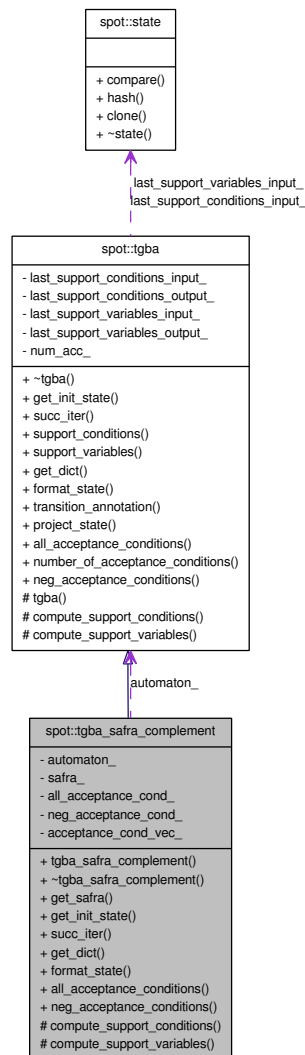 spot::state
+ compare()
+ hash()
+ clone()
+ ~state()
last_support_variables_input_
last_support_conditions_input_
spot::tgba
- last_support_conditions_input_
- last_support_conditions_output_
- last_support_variables_input_
- last_support_variables_output_
- num_acc_
+ ~tgba()
+ get_init_state()
+ succ_iter()
+ support_conditions()
+ support_variables()
+ get_dict()
+ format_state()
+ transition_annotation()
+ project_state()
+ all_acceptance_conditions()
+ number_of_acceptance_conditions()
+ neg_acceptance_conditions()
# tgba()
# compute_support_conditions()
# compute_support_variables()
automaton_
spot::tgba_safra_complement
- automaton_
- safra_
- all_acceptance_cond_
- neg_acceptance_cond_
- acceptance_cond_vec_
+ tgba_safra_complement()
+ ~tgba_safra_complement()
+ get_safra()
+ get_init_state()
+ succ_iter()
+ get_dict()
+ format_state()
+ all_acceptance_conditions()
+ neg_acceptance_conditions()
# compute_support_conditions()
# compute_support_variables()